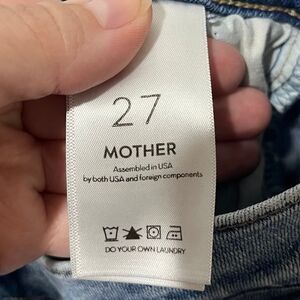 27
MOTHER
Assembled in USA
by both USA and foreign components
DO YOUR OWN LAUNDRY